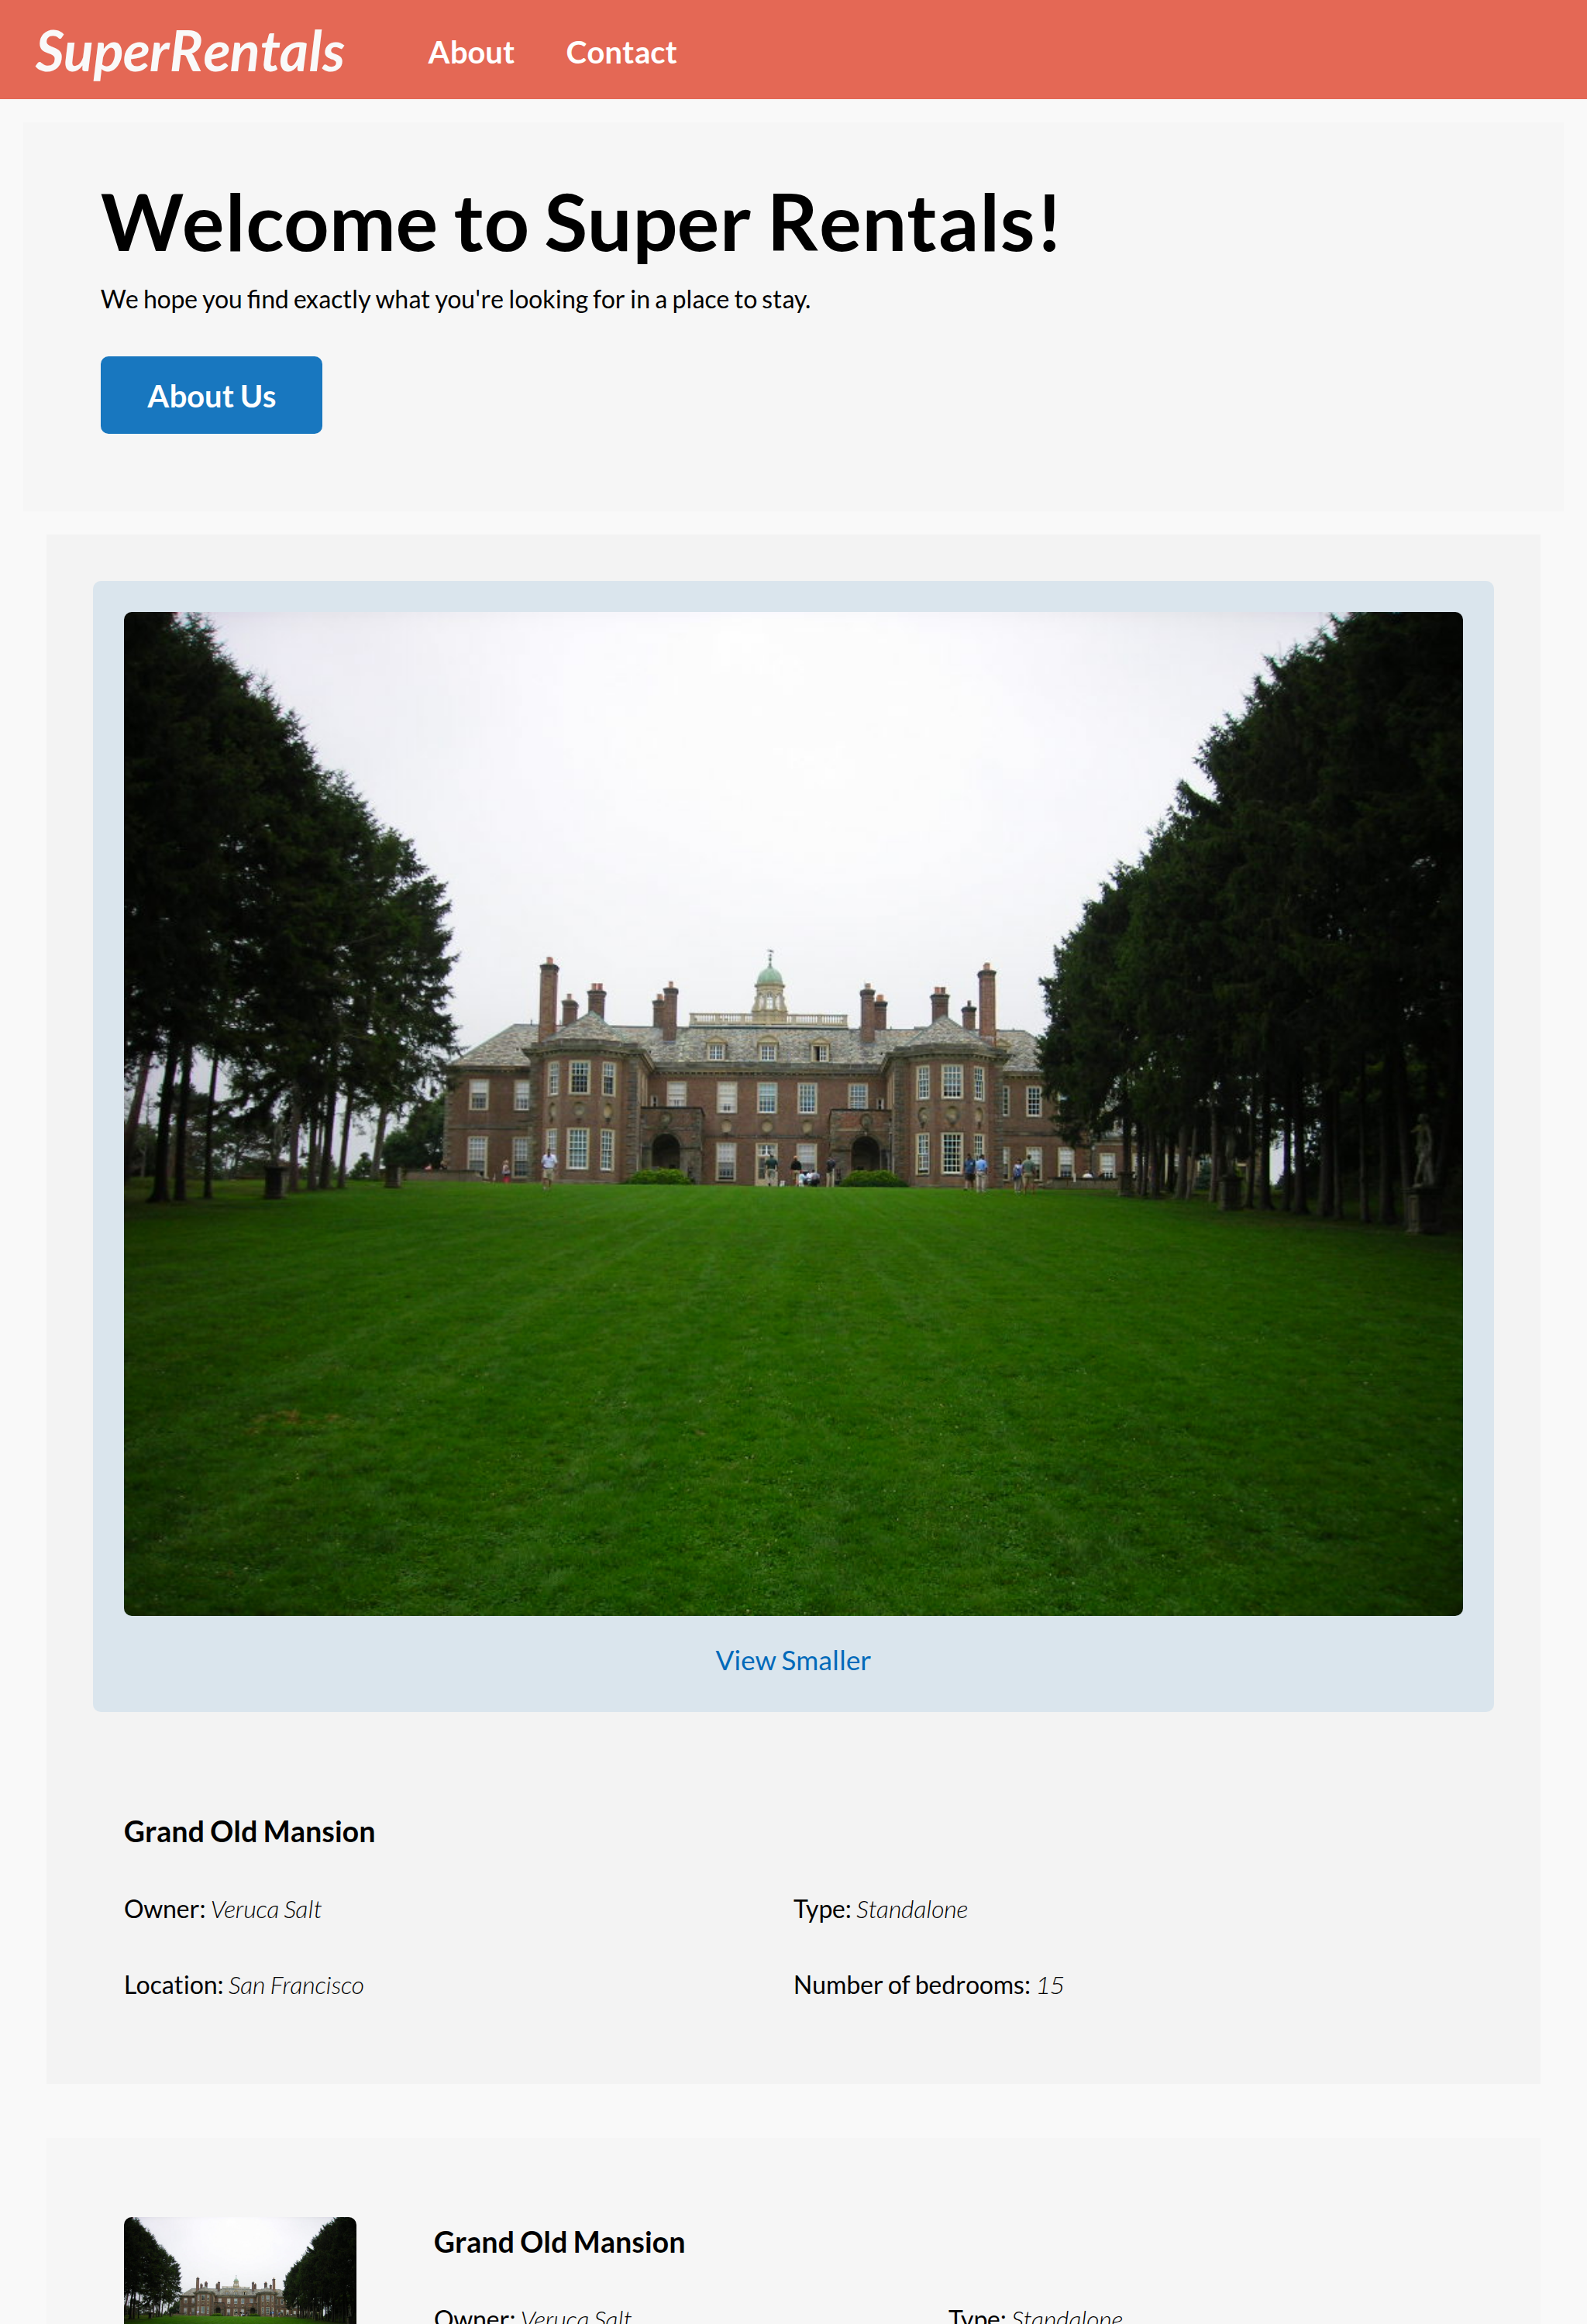 SuperRentals About Contact
Welcome to Super Rentals!
We hope you find exactly what you're looking for in a place to stay.
About Us
View Smaller
Grand Old Mansion
Owner: Veruca Salt Type: Standalone
Location: San Francisco Number of bedrooms: 15
Grand Old Mansion
Owner: Veruca Salt Type: Standalone